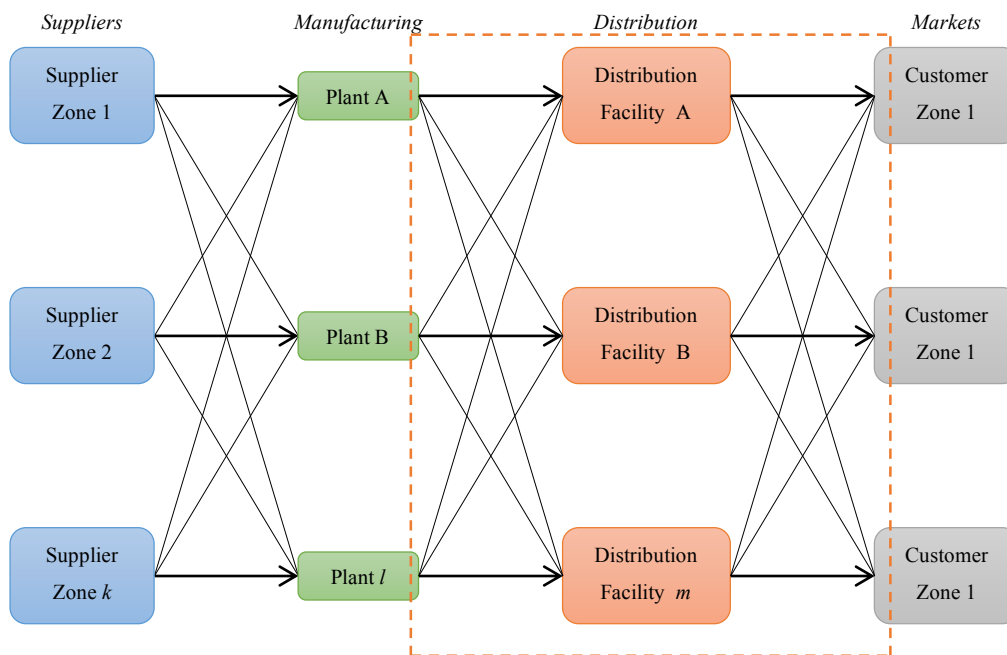 Suppliers
Manufacturing
Distribution
Markets
Supplier
Zone 1
Plant A
Distribution
Facility A
Customer
Zone 1
Supplier
Zone 2
Plant B
Distribution
Facility B
Customer
Zone 1
Supplier
Zone k
Plant l
Distribution
Facility m
Customer
Zone 1